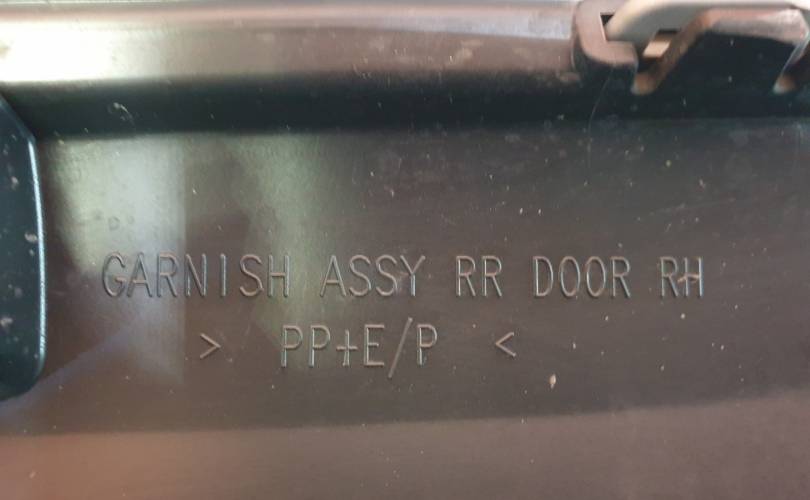 GARNISH ASSY RR DOOR RH
> PP+E/P <